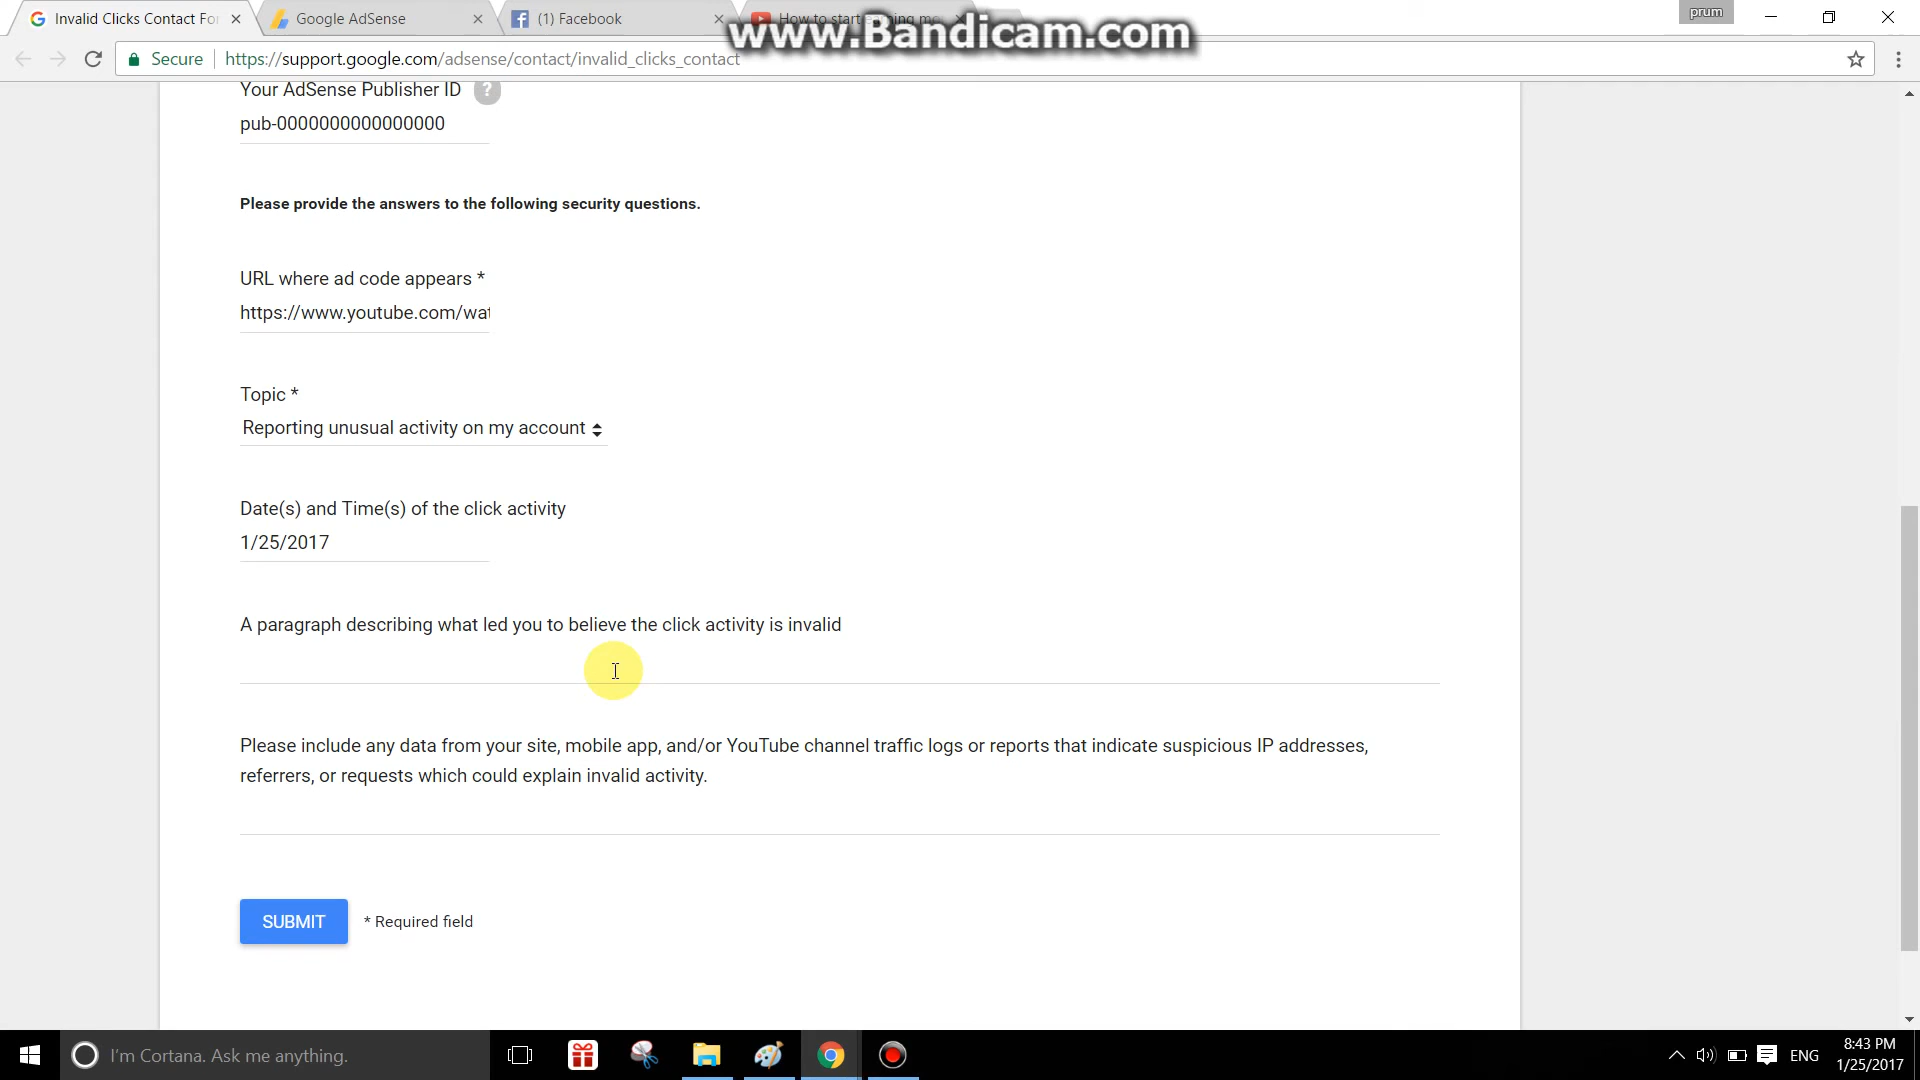 Invalid Clicks Contact For
Google AdSense
(1) Facebook
How to start earning mo
prum
www.Bandicam.com
Secure
https://support.google.com/adsense/contact/invalid_clicks_contact
Your AdSense Publisher ID
?
pub-0000000000000000
Please provide the answers to the following security questions.
URL where ad code appears *
https://www.youtube.com/wat
Topic *
Reporting unusual activity on my account
Date(s) and Time(s) of the click activity
1/25/2017
A paragraph describing what led you to believe the click activity is invalid
Please include any data from your site, mobile app, and/or YouTube channel traffic logs or reports that indicate suspicious IP addresses,
referrers, or requests which could explain invalid activity.
SUBMIT
* Required field
I'm Cortana. Ask me anything.
ENG
8:43 PM
1/25/2017